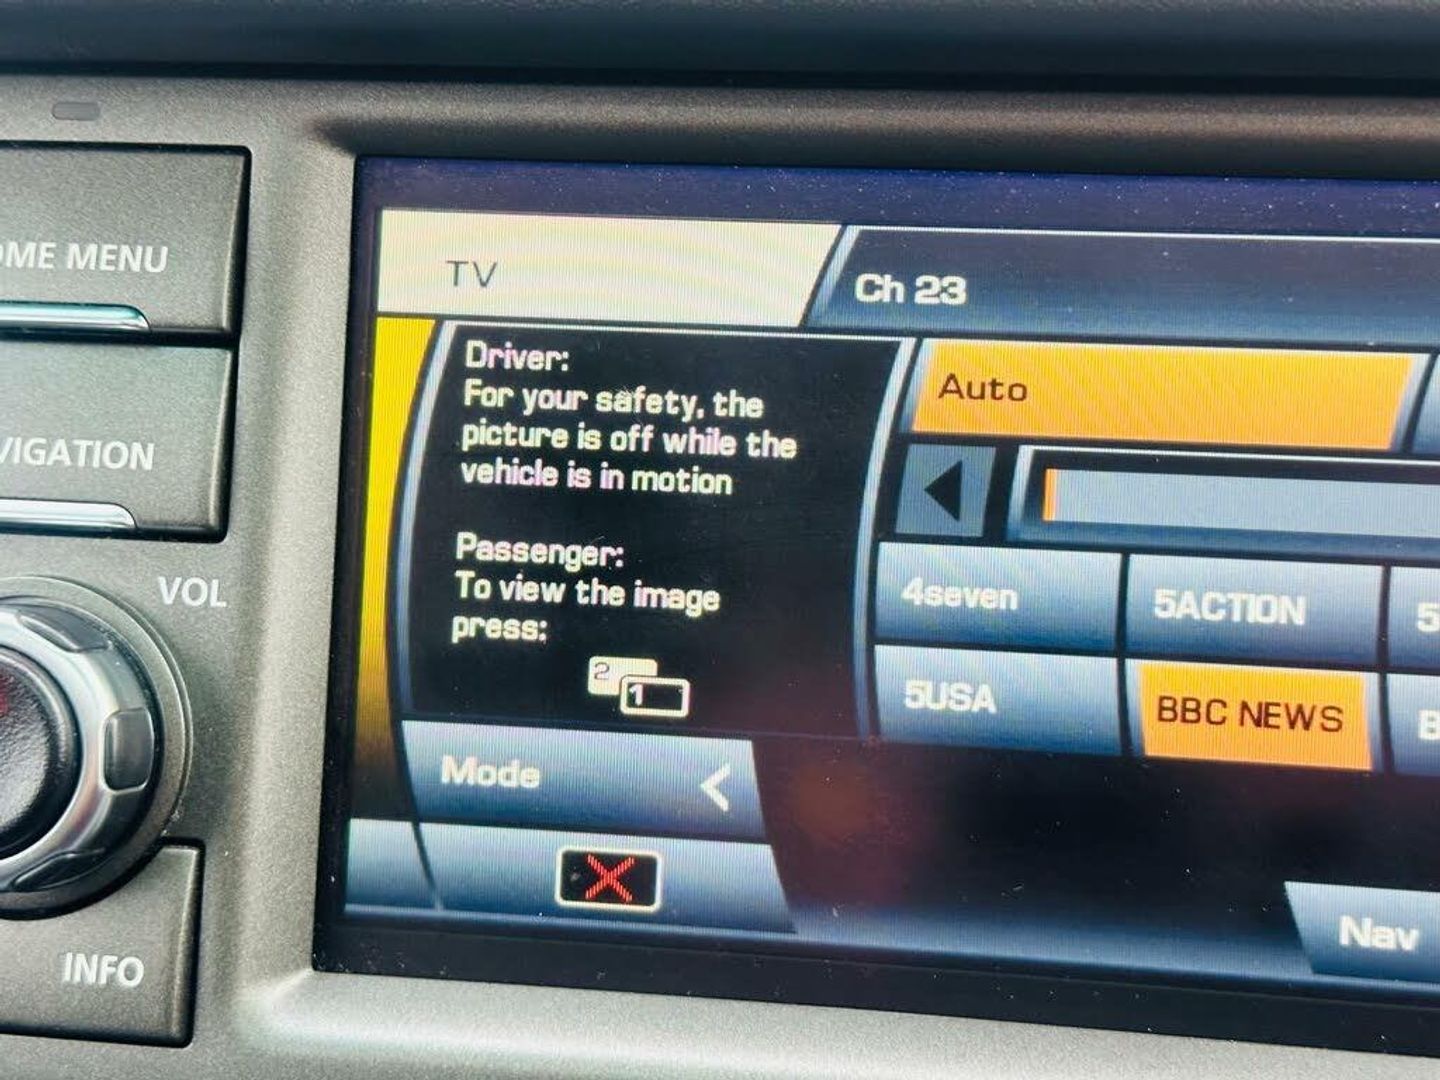 OME MENU
VIGATION
VOL
INFO
TV
Ch 23
Driver:
For your safety, the
picture is off while the
vehicle is in motion
Passenger:
To view the image
press:
2
1
Auto
4seven
5ACTION
5
5USA
BBC NEWS
B
Mode
Nav